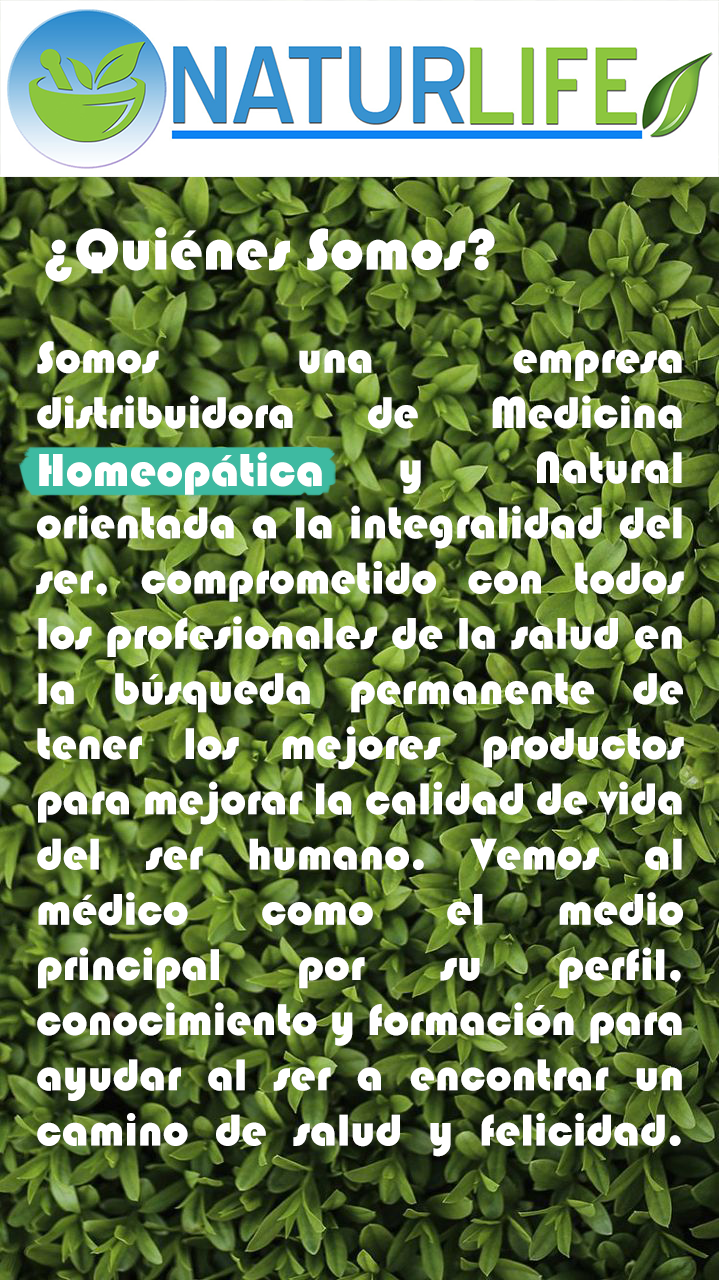 NATURLIFE
¿Quiénes Somos?
Somos una empresa
distribuidora de Medicina
Homeopática y Natural
orientada a la integralidad del
ser, comprometido con todos
los profesionales de la salud en
la búsqueda permanente de
tener los mejores productos
para mejorar la calidad de vida
del ser humano. Vemos al
médico como el medio
principal por su perfil,
conocimiento y formación para
ayudar al ser a encontrar un
camino de salud y felicidad.